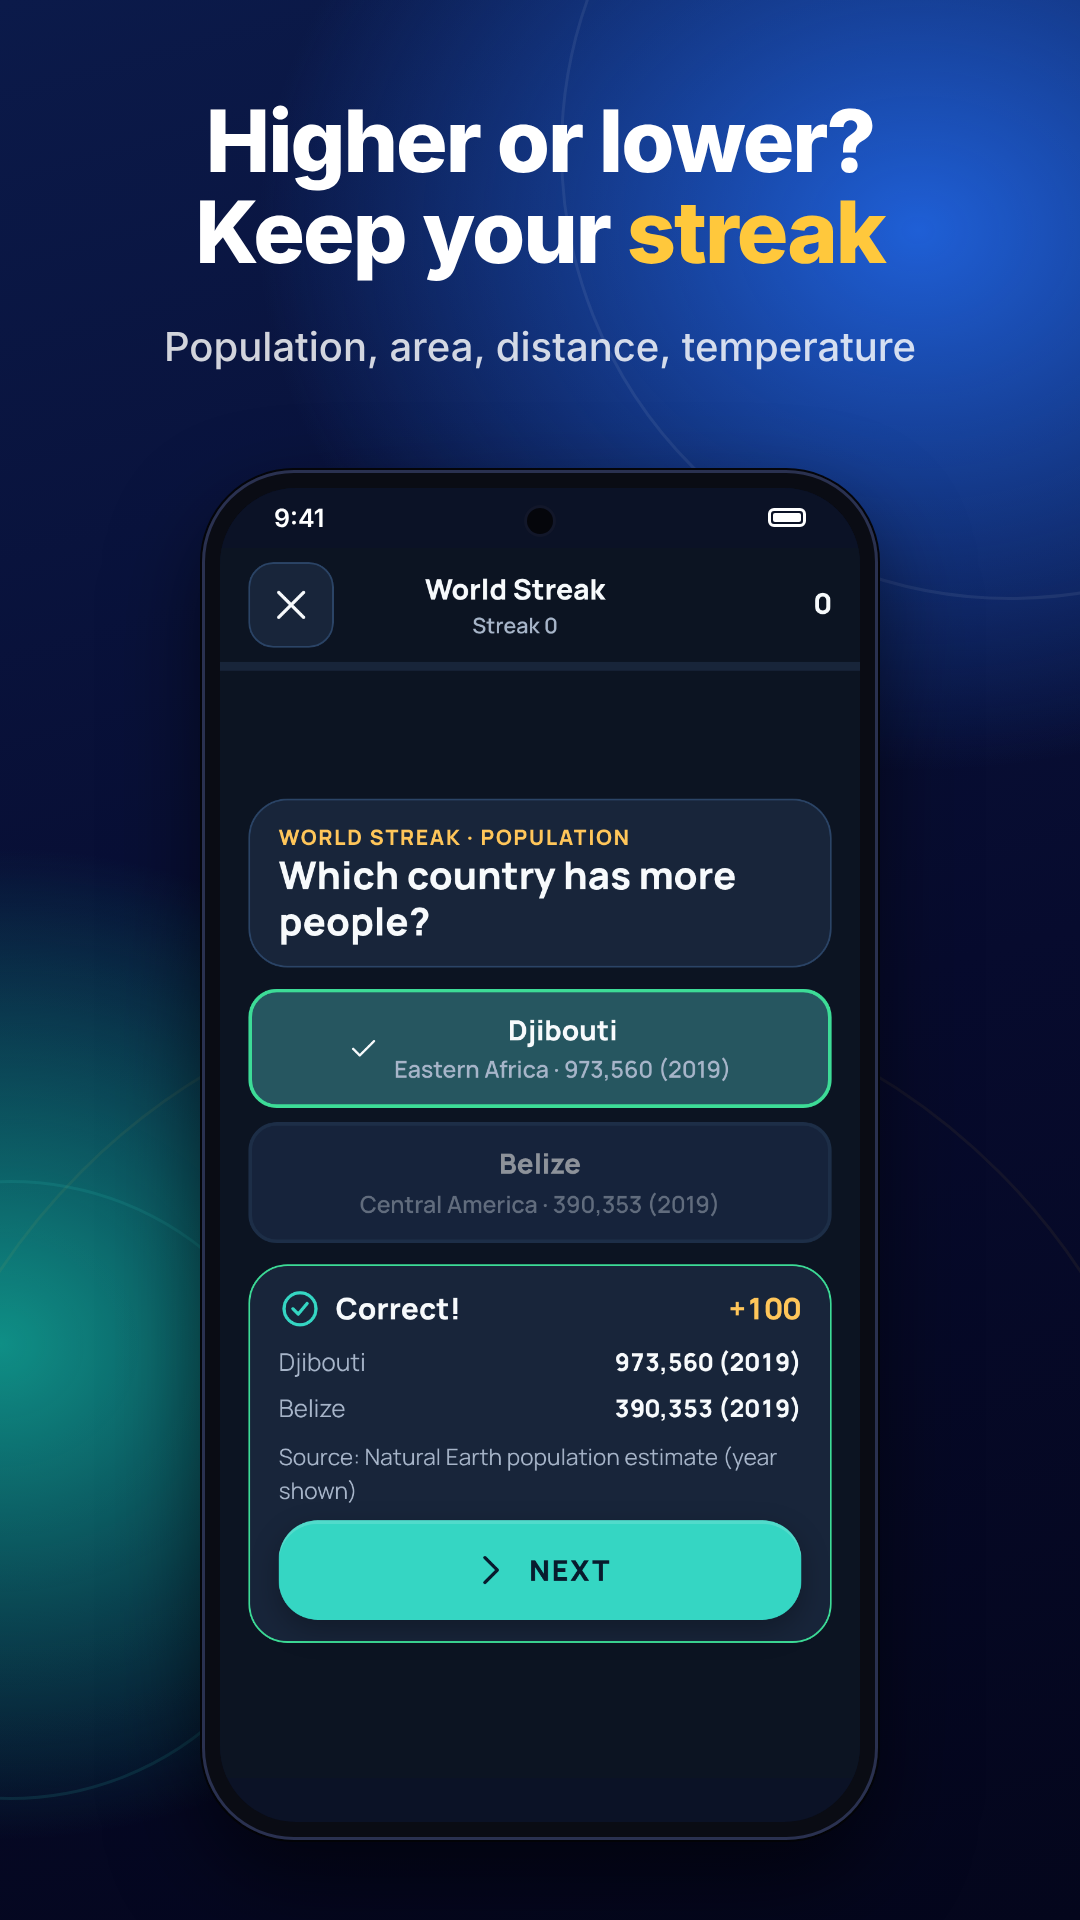 Higher or lower?
Keep your streak
Population, area, distance, temperature
9:41
World Streak
Streak 0
0
WORLD STREAK · POPULATION
Which country has more
people?
Djibouti
Eastern Africa · 973,560 (2019)
Belize
Central America · 390,353 (2019)
Correct!
+100
Djibouti
973,560 (2019)
Belize
390,353 (2019)
Source: Natural Earth population estimate (year
shown)
NEXT